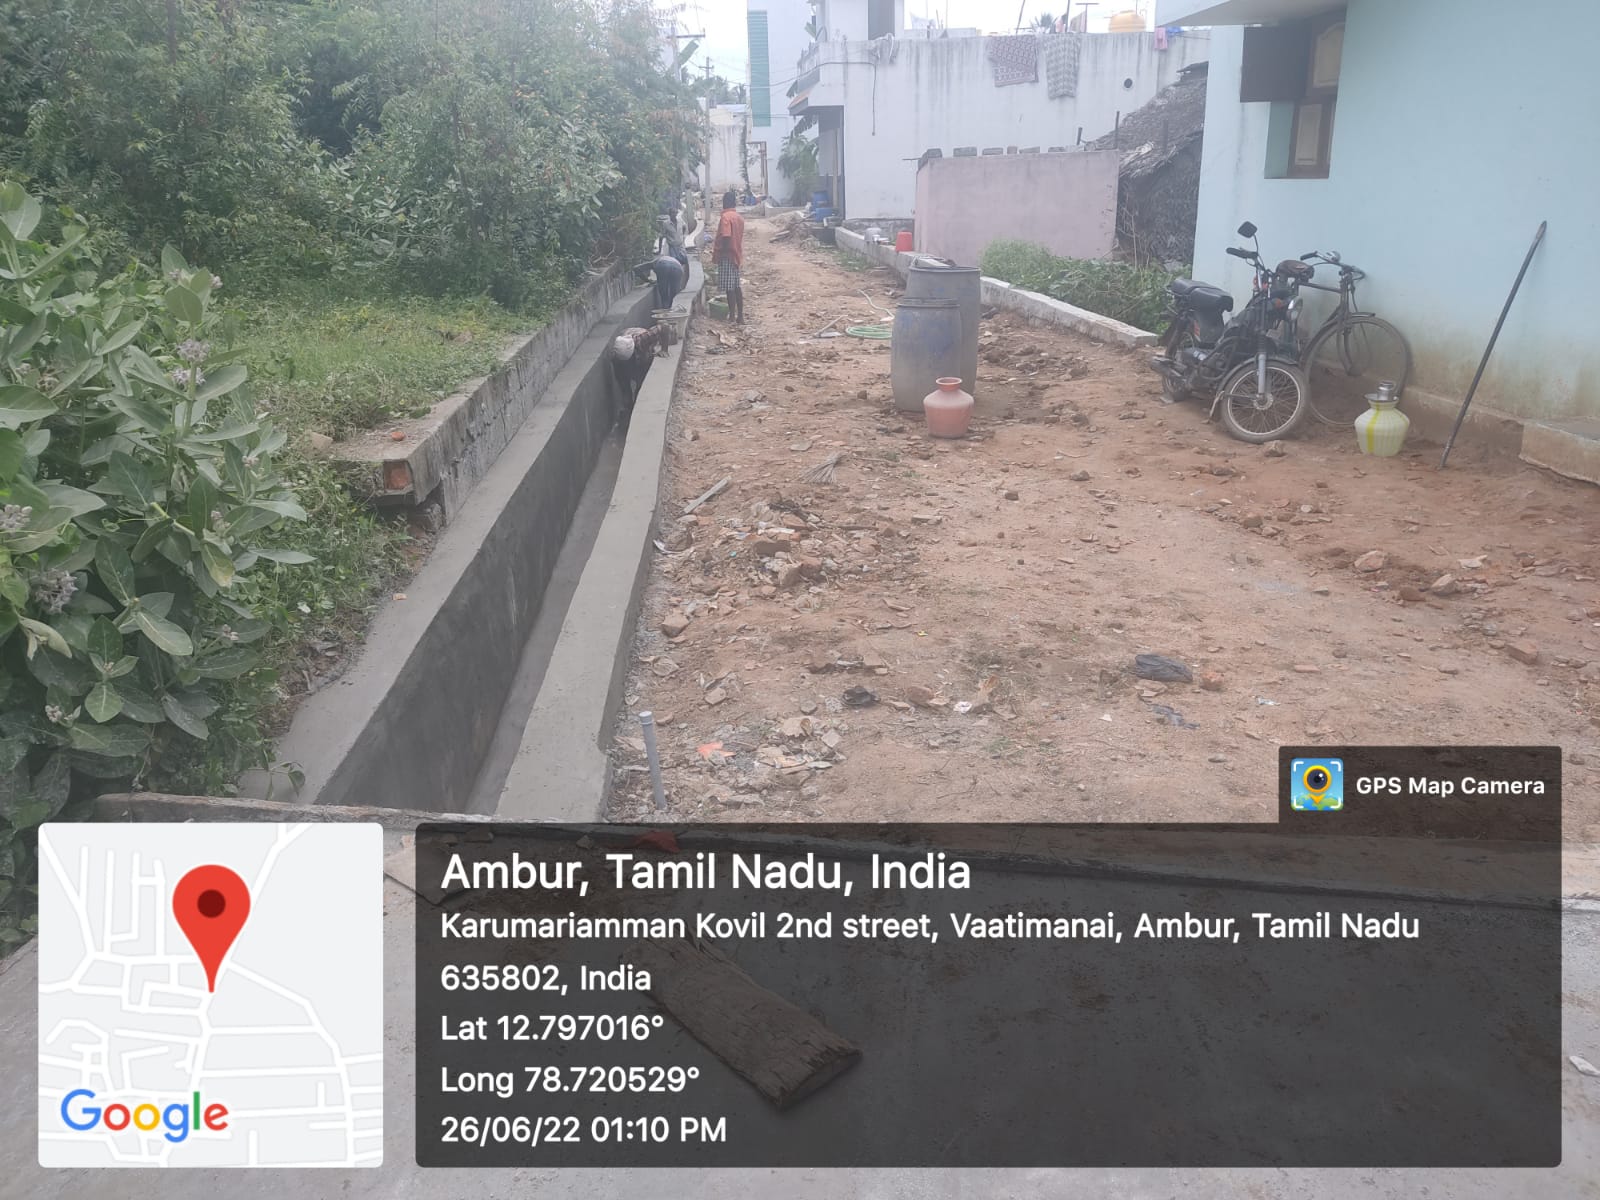 GPS Map Camera
Ambur, Tamil Nadu, India
Karumariamman Kovil 2nd street, Vaatimanai, Ambur, Tamil Nadu
635802, India
Lat 12.797016°
Long 78.720529°
26/06/22 01:10 PM
Google